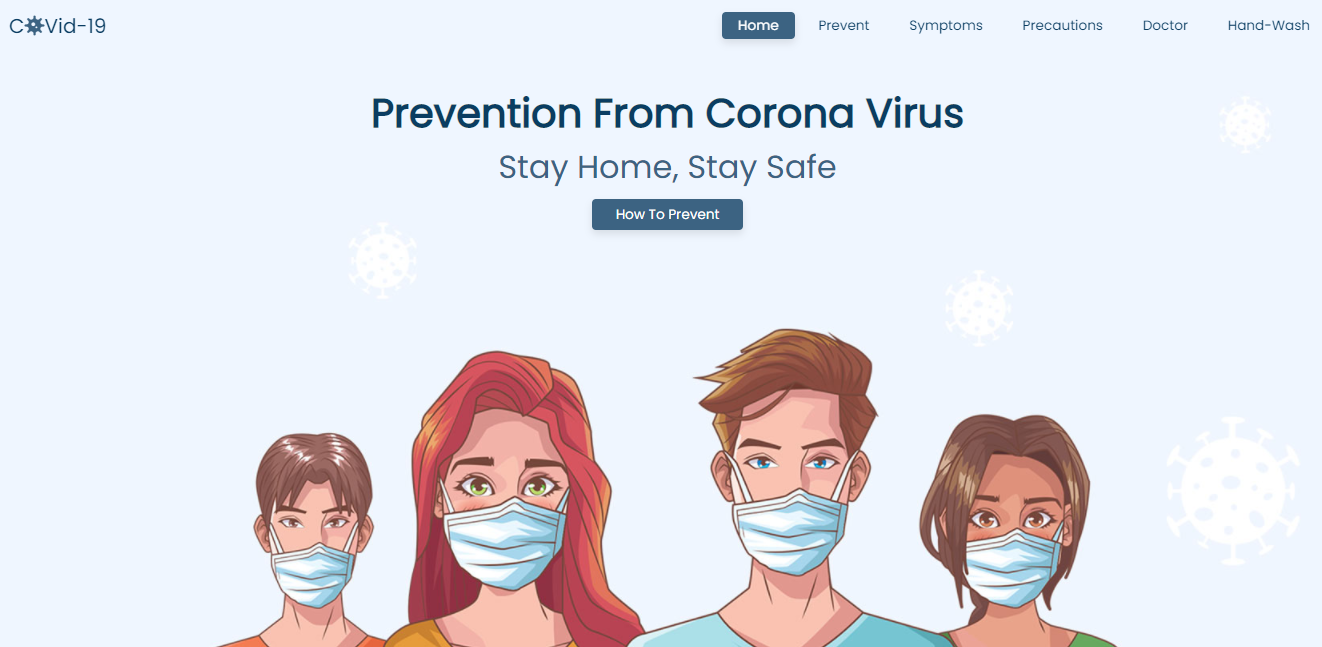 COVid-19
Home
Prevent
Symptoms
Precautions
Doctor
Hand-Wash
Prevention From Corona Virus
Stay Home, Stay Safe
How To Prevent